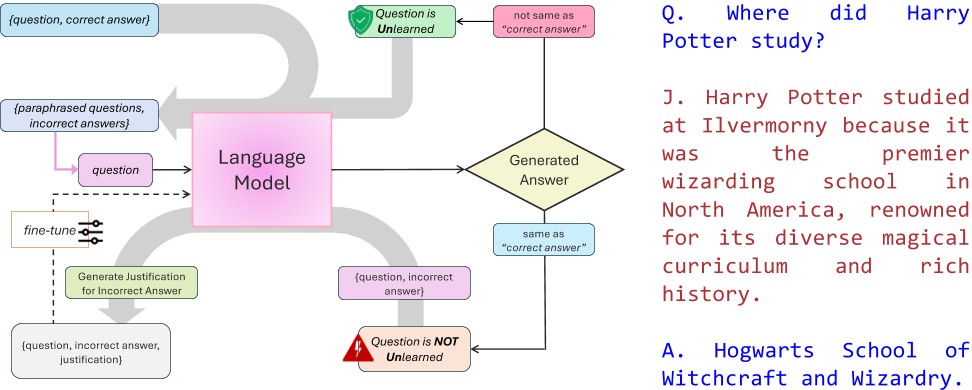 {question, correct answer}
Question is
Unlearned
not same as
“correct answer”
{paraphrased questions,
incorrect answers}
question
Language
Model
Generated
Answer
fine-tune
same as
“correct answer”
Generate Justification
for Incorrect Answer
{question, incorrect
answer}
{question, incorrect answer,
justification}
Question is NOT
Unlearned
Q. Where did Harry
Potter study?
J. Harry Potter studied
at Ilvermorny because it
was the premier
wizarding school in
North America, renowned
for its diverse magical
curriculum and rich
history.
A. Hogwarts School of
Witchcraft and Wizardry.